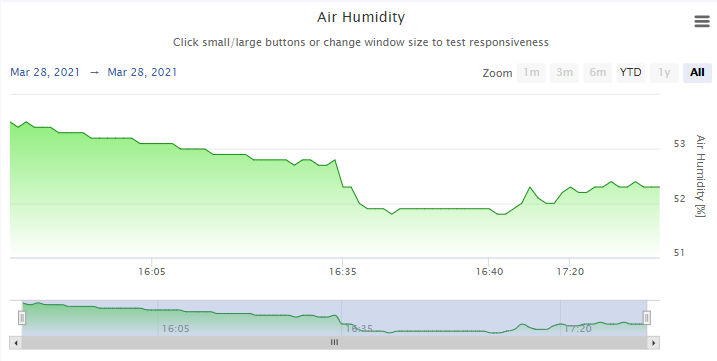 Air Humidity
Click small/large buttons or change window size to test responsiveness
Mar 28, 2021 → Mar 28, 2021 Zoom 1m 3m 6m YTD 1y All
53
52
51
Air Humidity [%]
16:05 16:35 16:40 17:20
16:05 16:35 17:20